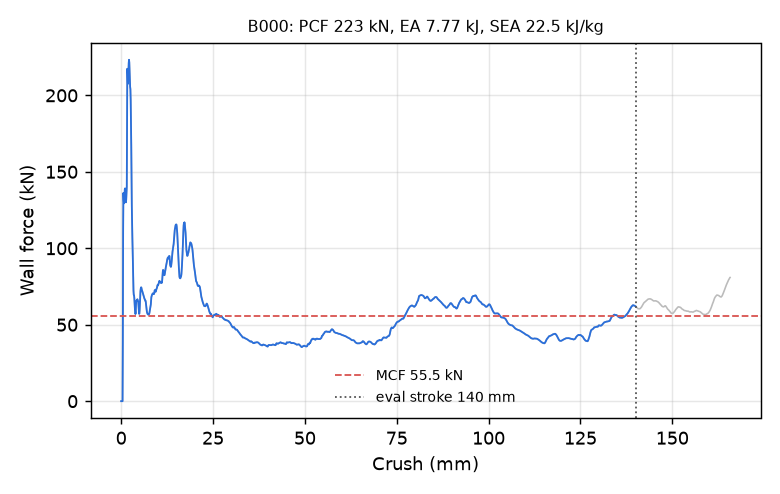 B000: PCF 223 kN, EA 7.77 kJ, SEA 22.5 kJ/kg
Wall force (kN)
200
150
100
50
0
MCF 55.5 kN
eval stroke 140 mm
0 25 50 75 100 125 150
Crush (mm)